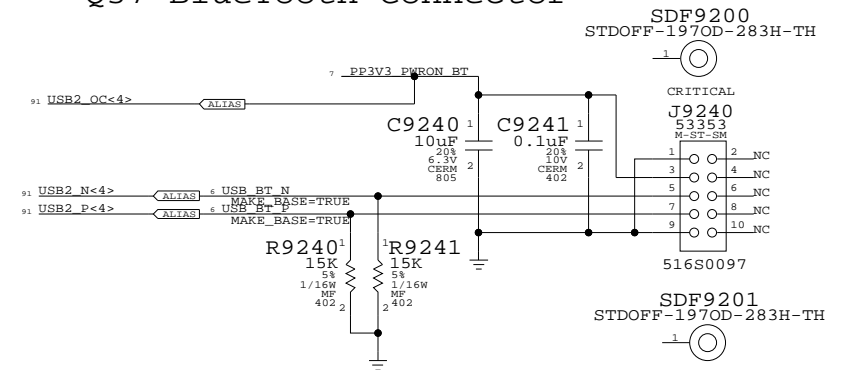 SDF9200
STDOFF-197OD-283H-TH
1
7 PP3V3_PWRON_BT
91 USB2_OC<4> ALIAS
CRITICAL
J9240
53353
M-ST-SM
C9240 1
10uF
20%
6.3V
CERM
805
2
C9241 1
0.1uF
20%
10V
CERM
402
2
1 2 NC
3 4 NC
5 6 NC
7 8 NC
9 10 NC
516S0097
91 USB2_N<4> ALIAS 6 USB_BT_N
MAKE_BASE=TRUE
91 USB2_P<4> ALIAS 6 USB_BT_P
MAKE_BASE=TRUE
R9240 1
15K
5%
1/16W
MF
402 2
1 R9241
15K
5%
1/16W
MF
2 402
SDF9201
STDOFF-197OD-283H-TH
1